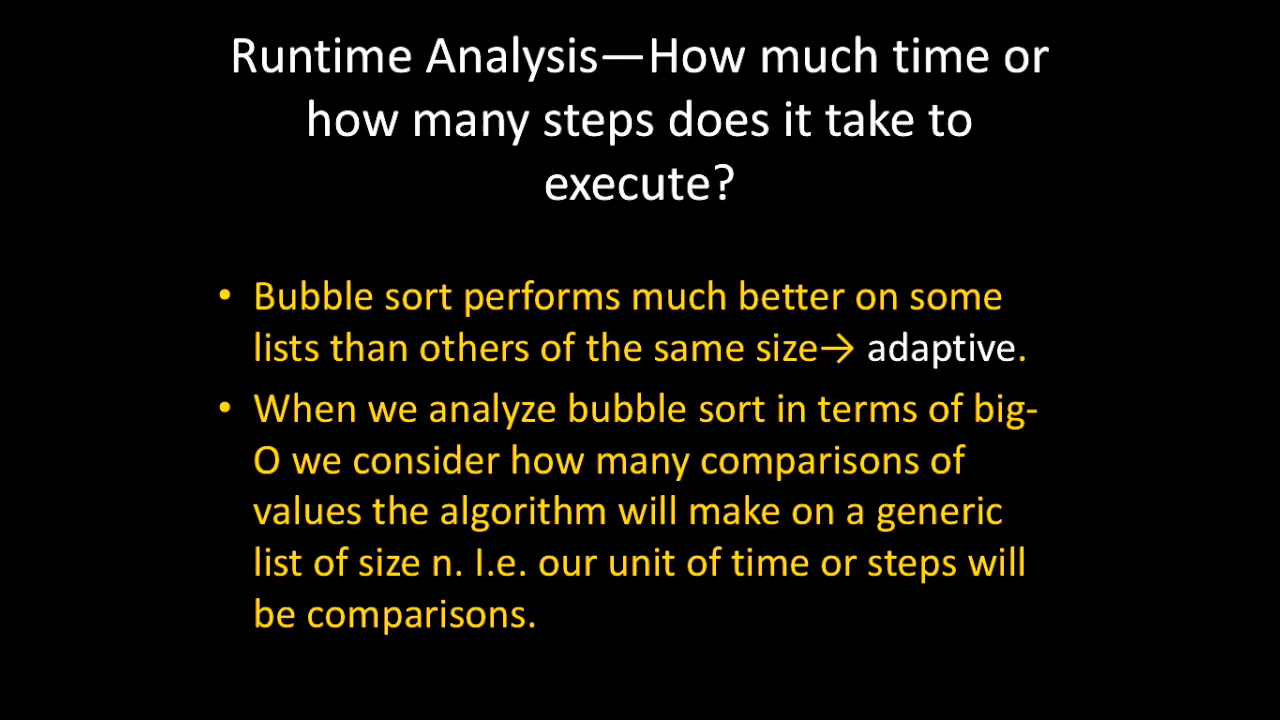 Runtime Analysis—How much time or
how many steps does it take to
execute?
• Bubble sort performs much better on some
lists than others of the same size→ adaptive.
• When we analyze bubble sort in terms of big-
O we consider how many comparisons of
values the algorithm will make on a generic
list of size n. I.e. our unit of time or steps will
be comparisons.